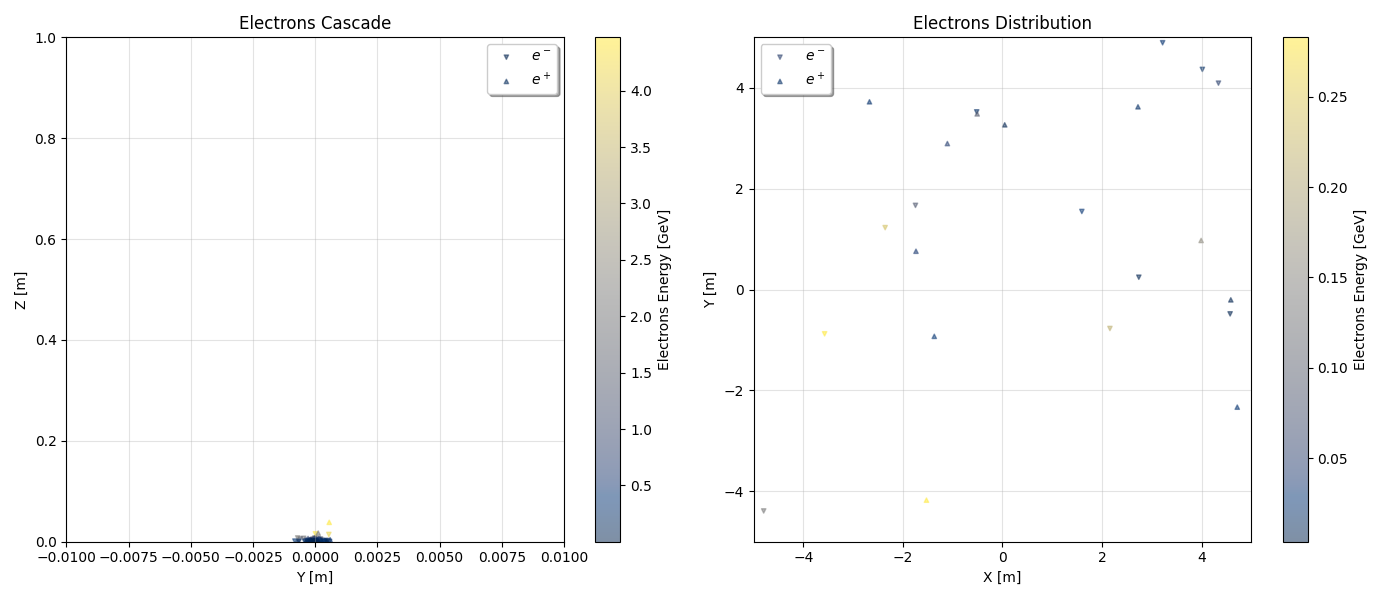 Electrons Cascade
1.0
0.8
0.6
0.4
0.2
0.0
Z [m]
e⁻
e⁺
−0.0100 −0.0075 −0.0050 −0.0025 0.0000 0.0025 0.0050 0.0075 0.0100
Y [m]
4.0
3.5
3.0
2.5
2.0
1.5
1.0
0.5
Electrons Energy [GeV]
Electrons Distribution
e⁻
e⁺
4
2
0
−2
−4
Y [m]
−4 −2 0 2 4
X [m]
0.25
0.20
0.15
0.10
0.05
Electrons Energy [GeV]